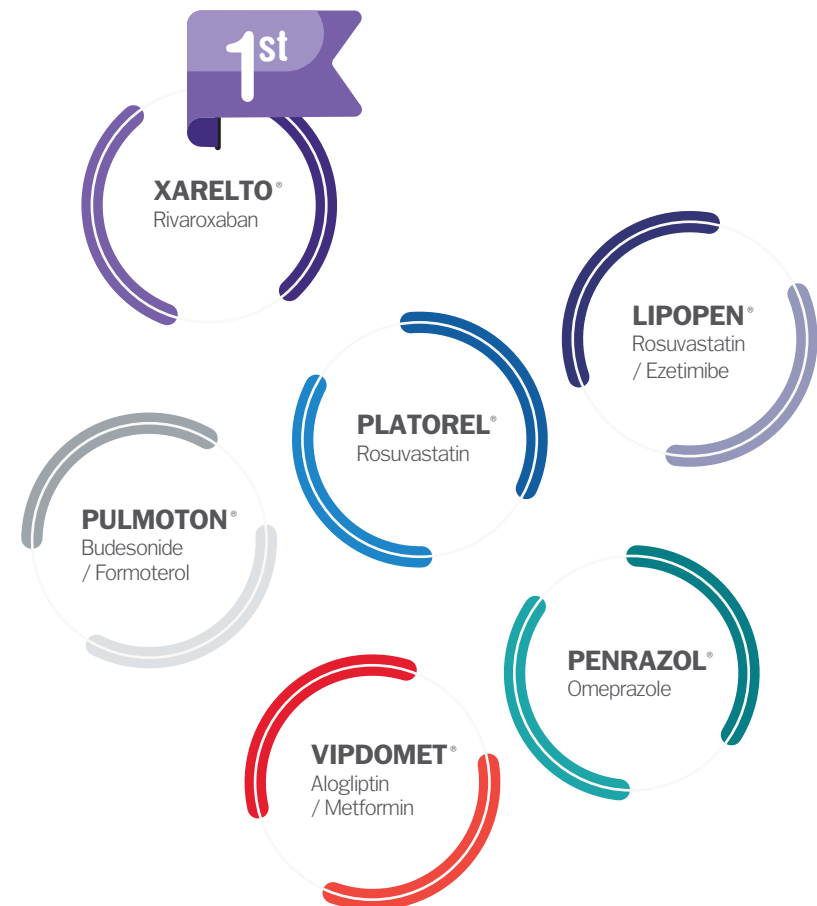 1st
XARELTO®
Rivaroxaban
LIPOPEN®
Rosuvastatin
/ Ezetimibe
PLATOREL®
Rosuvastatin
PULMOTON®
Budesonide
/ Formoterol
PENRAZOL®
Omeprazole
VIPDOMET®
Alogliptin
/ Metformin